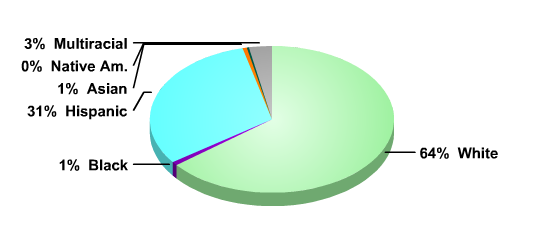 3% Multiracial
0% Native Am.
1% Asian
31% Hispanic
1% Black
64% White